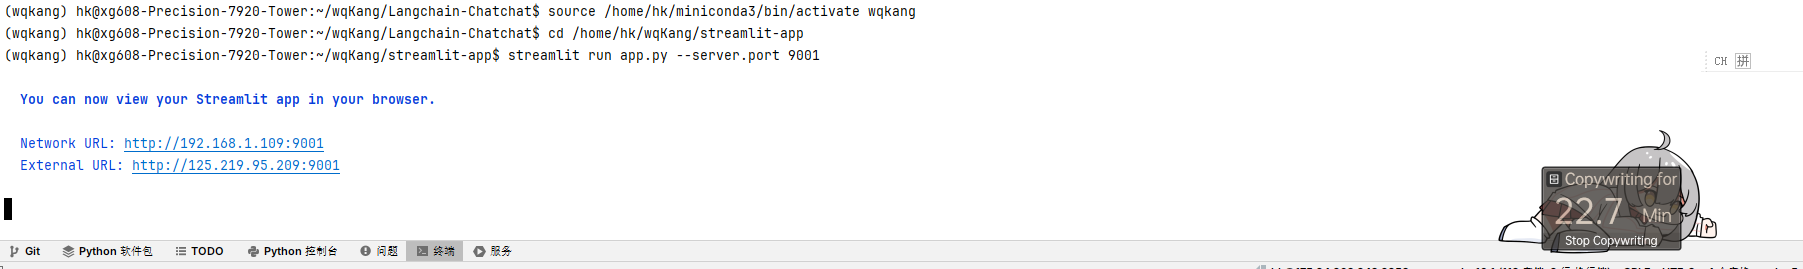 (wqkang) hk@xg608-Precision-7920-Tower:~/wqKang/Langchain-Chatchat$ source /home/hk/miniconda3/bin/activate wqkang
(wqkang) hk@xg608-Precision-7920-Tower:~/wqKang/Langchain-Chatchat$ cd /home/hk/wqKang/streamlit-app
(wqkang) hk@xg608-Precision-7920-Tower:~/wqKang/streamlit-app$ streamlit run app.py --server.port 9001
CH 拼
You can now view your Streamlit app in your browser.
Network URL: http://192.168.1.109:9001
External URL: http://125.219.95.209:9001
Copywriting for
22.7 Min
Stop Copywriting
Git Python 软件包 TODO Python 控制台 问题 终端 服务